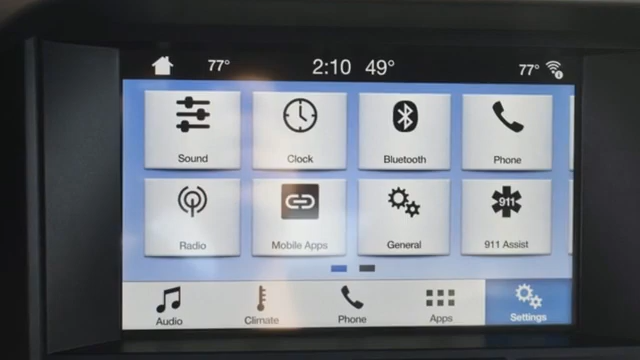 77° 2:10 49° 77°
Sound Clock Bluetooth Phone
911
Radio Mobile Apps General 911 Assist
Audio Climate Phone Apps Settings